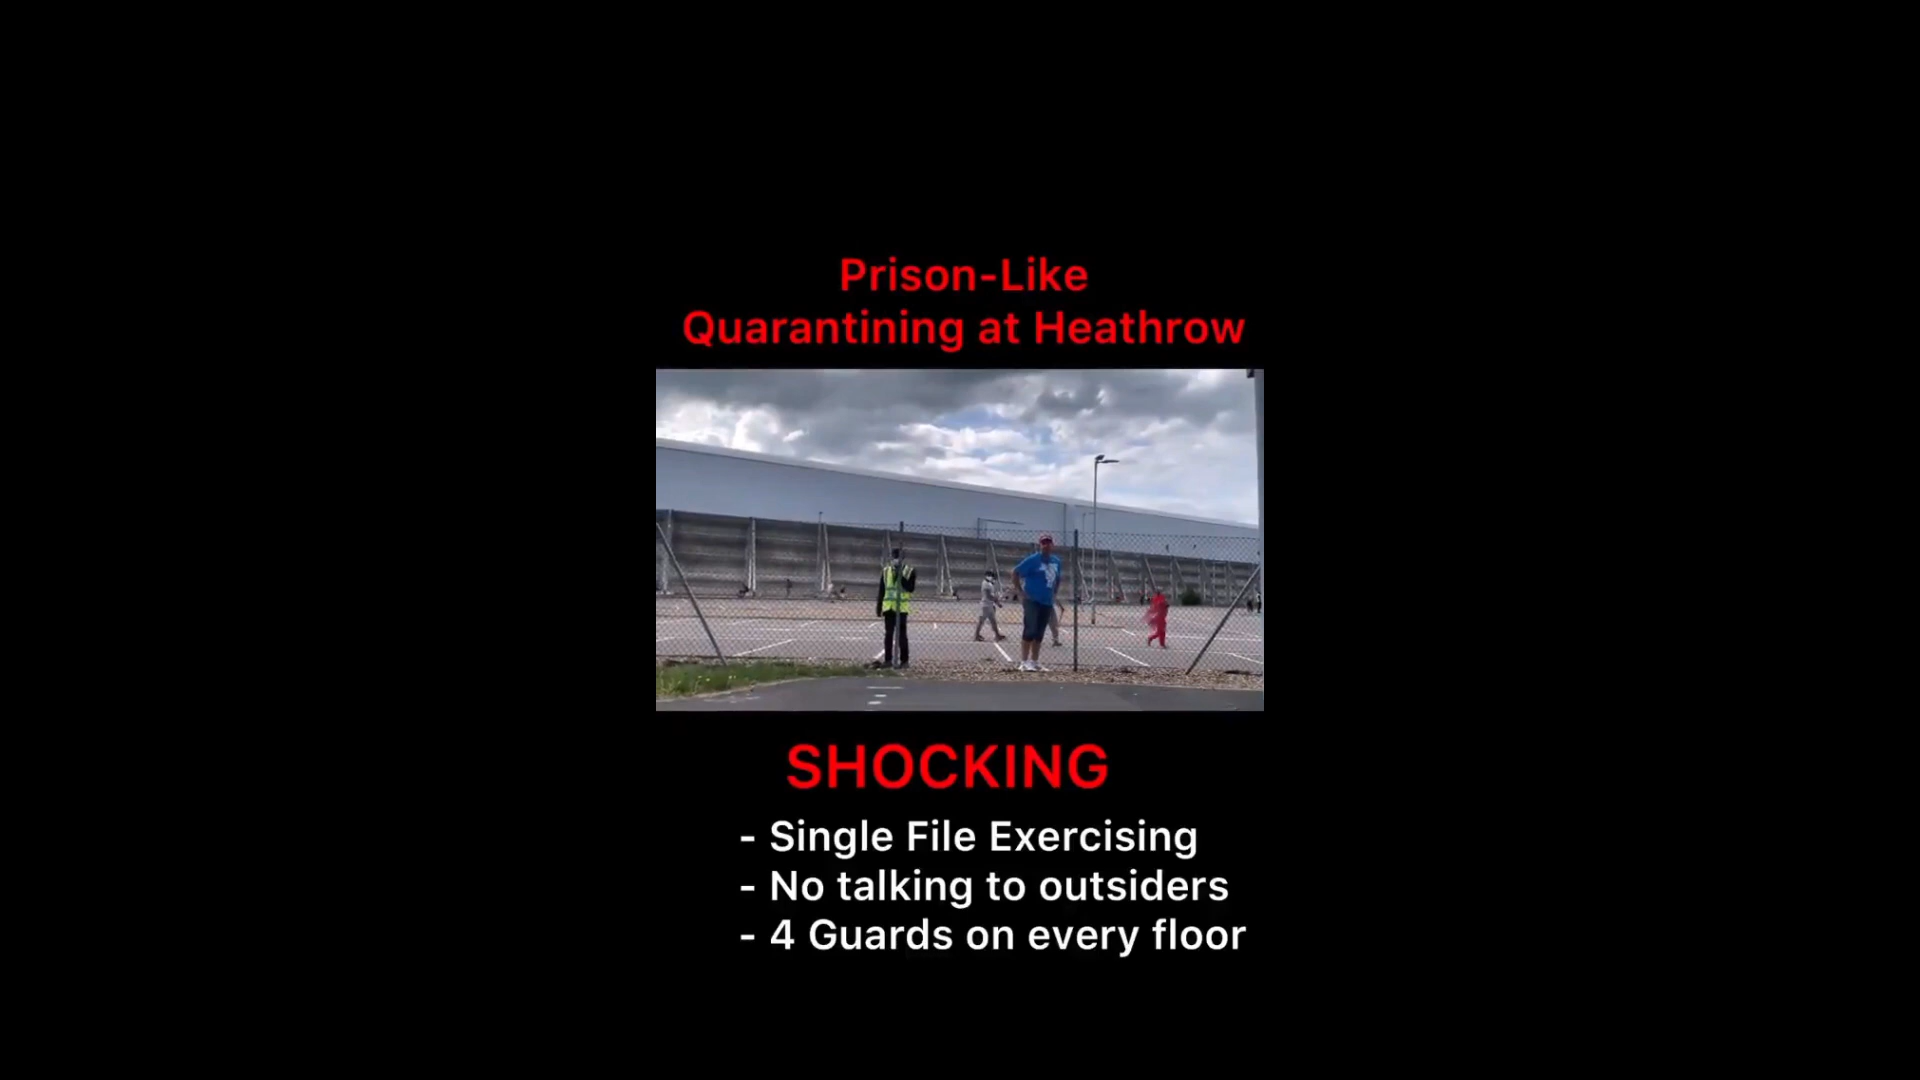 Prison-Like
Quarantining at Heathrow
SHOCKING
- Single File Exercising
- No talking to outsiders
- 4 Guards on every floor